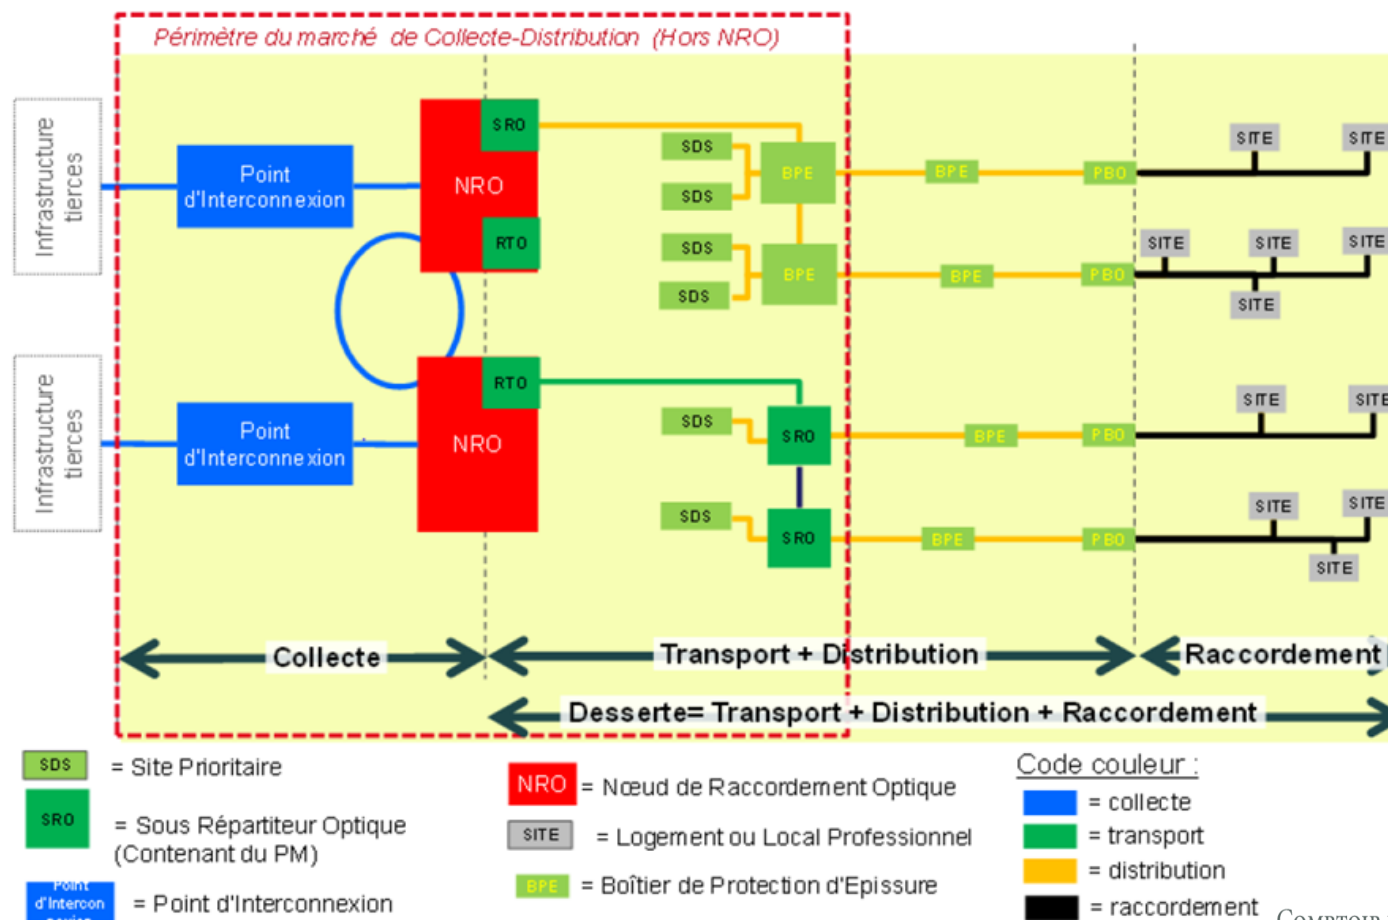 Périmètre du marché de Collecte-Distribution (Hors NRO)
Infrastructure
tierces
Point
d'Interconnexion
NRO
SRO
RTO
SDS
SDS
BPE
BPE
PBO
SITE
SITE
SDS
SDS
BPE
BPE
PBO
SITE
SITE
SITE
SITE
Infrastructure
tierces
Point
d'Interconnexion
NRO
RTO
SDS
SRO
BPE
PBO
SITE
SITE
SDS
SRO
BPE
PBO
SITE
SITE
SITE
Collecte
Transport + Distribution
Raccordement
Desserte= Transport + Distribution + Raccordement
SDS = Site Prioritaire
SRO = Sous Répartiteur Optique
(Contenant du PM)
Point
d'Intercon
= Point d'Interconnexion
NRO = Nœud de Raccordement Optique
SITE = Logement ou Local Professionnel
BPE = Boîtier de Protection d'Epissure
Code couleur :
= collecte
= transport
= distribution
= raccordement